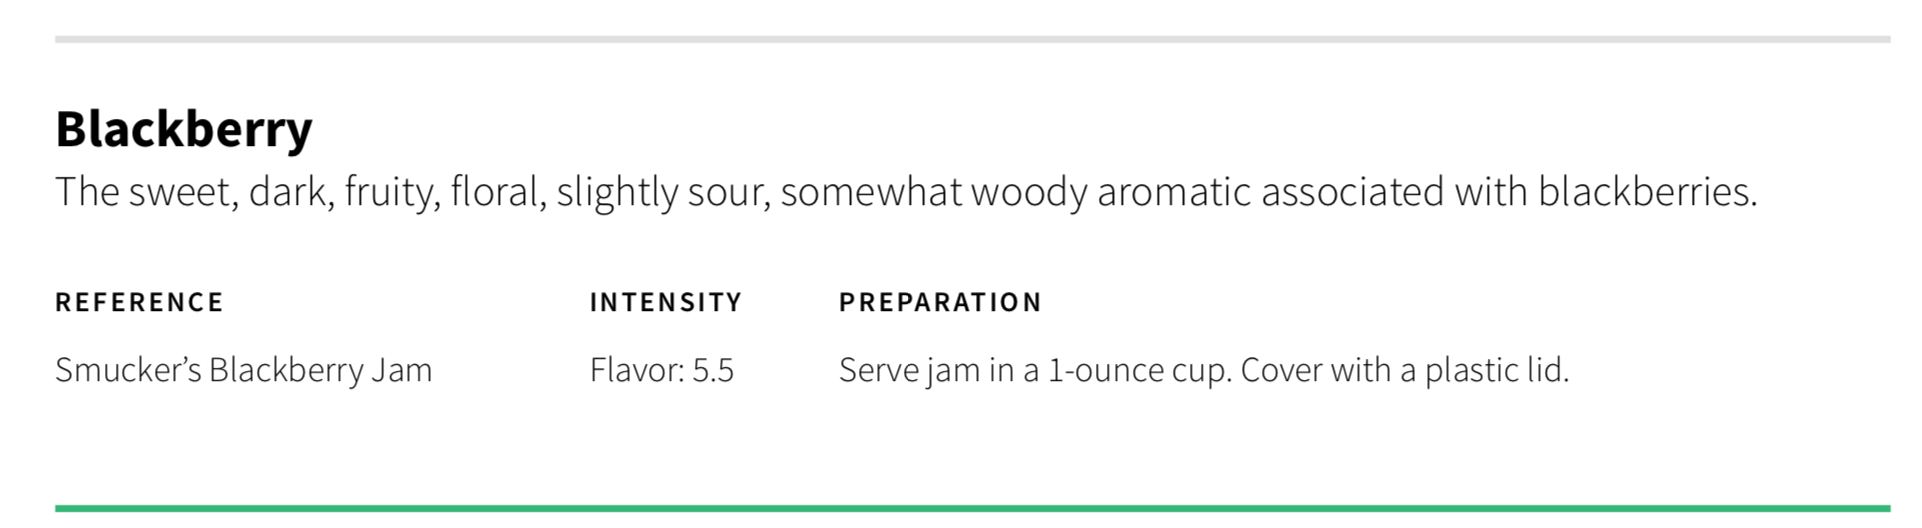 Blackberry
The sweet, dark, fruity, floral, slightly sour, somewhat woody aromatic associated with blackberries.
REFERENCE INTENSITY PREPARATION
Smucker’s Blackberry Jam Flavor: 5.5 Serve jam in a 1-ounce cup. Cover with a plastic lid.